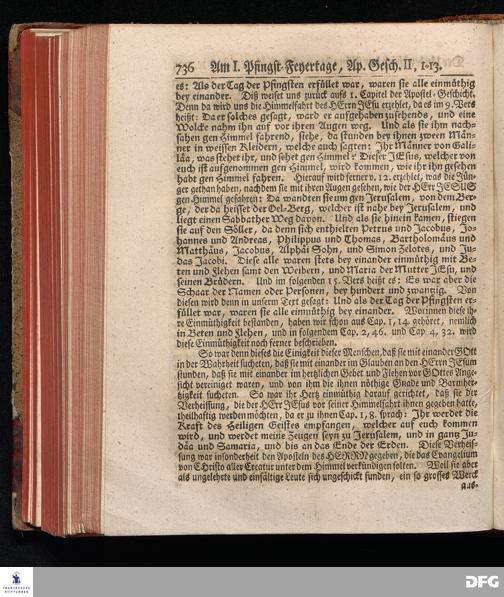 736 Am I. Pfingst-Feyertage, Ap. Gesch. II, 1-13.
es: Als der Tag der Pfingsten erfüllet war, waren sie alle einmüthig
bey einander. Diß weiset uns zurück aufs 1. Capitel der Apostel-Geschicht.
Denn da wird uns die Himmelfahrt des HErrn JEsu erzehlet, da es im 9. Vers
heißt: Da er solches gesagt, ward er aufgehaben zusehends, und eine
Wolcke nahm ihn auf vor ihren Augen weg. Und als sie ihm nach-
sahen gen Himmel fahrend, siehe, da stunden bey ihnen zween Män-
ner in weissen Kleidern, welche auch sagten: Ihr Männer von Gali-
läa, was stehet ihr, und sehet gen Himmel? Dieser JEsus, welcher von
euch ist aufgenommen gen Himmel, wird kommen, wie ihr ihn gesehen
habt gen Himmel fahren. Hierauf wird ferner v. 12. erzehlet, was die Jün-
ger gethan haben, nachdem sie mit ihren Augen gesehen, wie der HErr JESUS
gen Himmel gefahren: Da wandten sie um gen Jerusalem, von dem Ber-
ge, der da heisset der Oel-Berg, welcher ist nahe bey Jerusalem, und
liegt einen Sabbather Weg davon. Und als sie hinein kamen, stiegen
sie auf den Söller, da denn sich enthielten Petrus und Jacobus, Jo-
hannes und Andreas, Philippus und Thomas, Bartholomäus und
Matthäus, Jacobus, Alphäi Sohn, und Simon Zelotes, und Ju-
das Jacobi. Diese alle waren stets bey einander einmüthig mit Be-
ten und Flehen samt den Weibern, und Maria der Mutter JEsu, und
seinen Brüdern. Und im folgenden 15. Vers heißt es: Es war aber die
Schaar der Namen oder Personen, bey hundert und zwanzig. Von
diesen wird denn in unserm Text gesagt: Und als der Tag der Pfingsten er-
füllet war, waren sie alle einmüthig bey einander. Worinnen diese ih-
re Einmüthigkeit bestanden, haben wir schon aus Cap. 1, 14. gehöret, nemlich
in Beten und Flehen, und in folgendem Cap. 2, 46. und Cap. 4, 32. wird
diese Einmüthigkeit noch ferner beschrieben.
So war denn dieses die Einigkeit dieser Menschen, daß sie mit einander GOtt
in der Wahrheit suchten, daß sie mit einander im Glauben an den HErrn JEsum
stunden, daß sie mit einander im hertzlichen Gebet und Flehen vor GOttes Ange-
sicht vereiniget waren, und von ihm die ihnen nöthige Gnade und Barmher-
tzigkeit suchten. So war ihr Hertz einmüthig darauf gerichtet, daß sie der
Verheissung, die der HErr JEsus vor seiner Himmelfahrt ihnen gegeben hatte,
theilhaftig werden möchten, da er zu ihnen Cap. 1, 8. sprach: Ihr werdet die
Kraft des Heiligen Geistes empfangen, welcher auf euch kommen
wird, und werdet meine Zeugen seyn zu Jerusalem, und in gantz Ju-
däa und Samaria, und bis an das Ende der Erden. Diese Verheis-
sung war insonderheit den Aposteln des HERRN gegeben, die das Evangelium
von CHristo aller Creatur unter dem Himmel verkündigen solten. Weil sie aber
als ungelehrte und einfältige Leute sich ungeschickt funden, ein so grosses Werck
aus-
FRANCKESCHE
STIFTUNGEN
DFG